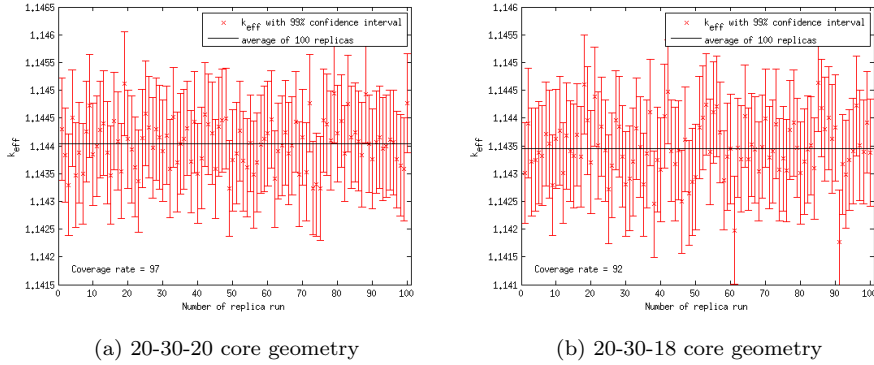 k_eff with 99% confidence interval
average of 100 replicas
1.1465
1.146
1.1455
1.145
1.1445
1.144
1.1435
1.143
1.1425
1.142
1.1415
k_eff
Coverage rate = 97
0 10 20 30 40 50 60 70 80 90 100
Number of replica run
(a) 20-30-20 core geometry
k_eff with 99% confidence interval
average of 100 replicas
1.146
1.1455
1.145
1.1445
1.144
1.1435
1.143
1.1425
1.142
1.1415
1.141
k_eff
Coverage rate = 92
0 10 20 30 40 50 60 70 80 90 100
Number of replica run
(b) 20-30-18 core geometry